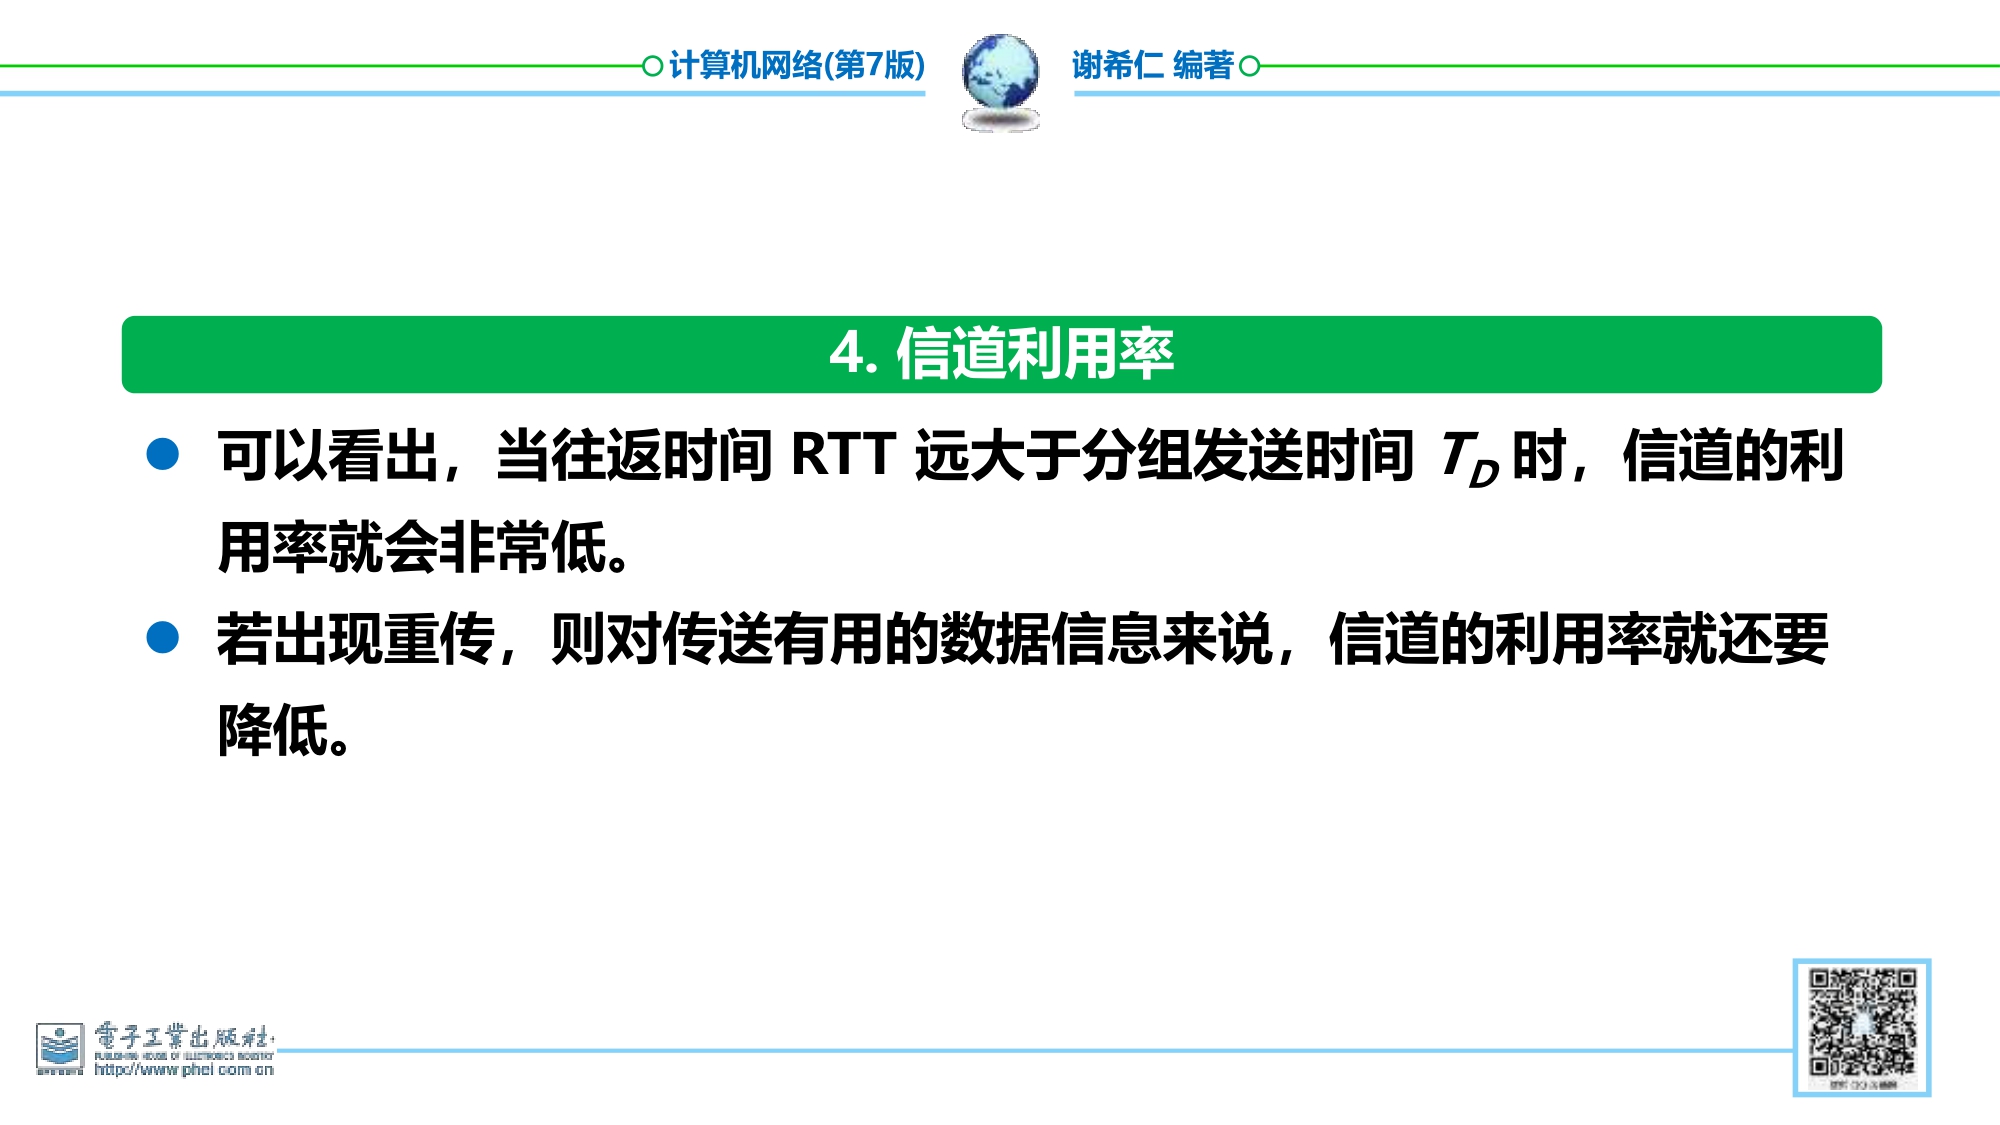 计算机网络(第7版)
谢希仁 编著
4. 信道利用率
可以看出，当往返时间 RTT 远大于分组发送时间 TD 时，信道的利
用率就会非常低。
若出现重传，则对传送有用的数据信息来说，信道的利用率就还要
降低。
電子工業出版社
PUBLISHING HOUSE OF ELECTRONICS INDUSTRY
http://www.phei.com.cn